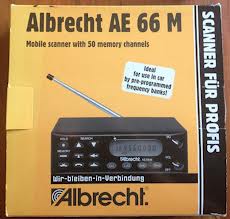 Albrecht AE 66 M
Mobile scanner with 50 memory channels
Ideal
for use in car
by pre-programmed
frequency banks!
SCANNER FÜR PROFIS
Albrecht
Wir-bleiben-in-Verbindung
Albrecht